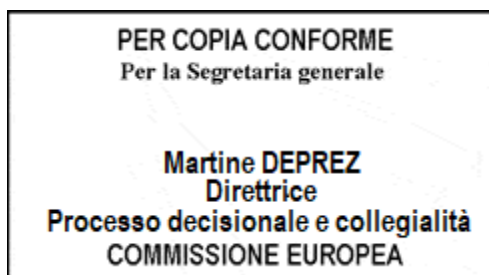 PER COPIA CONFORME
Per la Segretaria generale
Martine DEPREZ
Direttrice
Processo decisionale e collegialità
COMMISSIONE EUROPEA